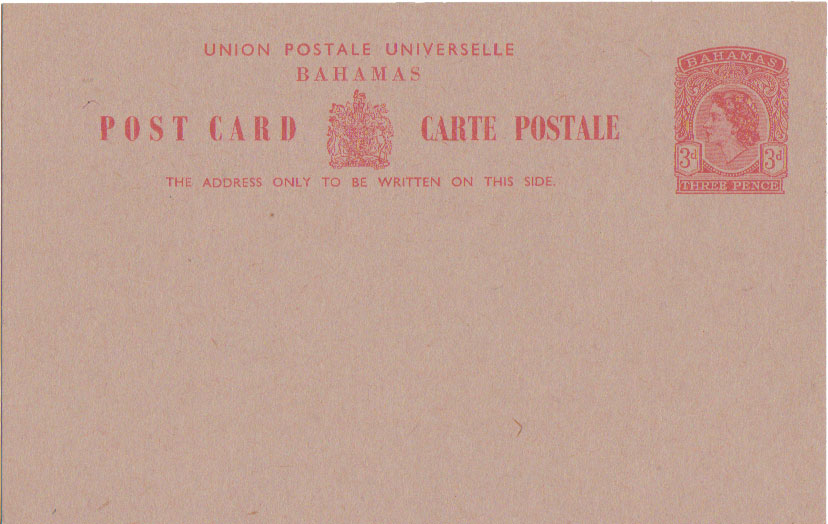 UNION POSTALE UNIVERSELLE
BAHAMAS
POST CARD CARTE POSTALE
THE ADDRESS ONLY TO BE WRITTEN ON THIS SIDE.
BAHAMAS
3d 3d
THREE PENCE